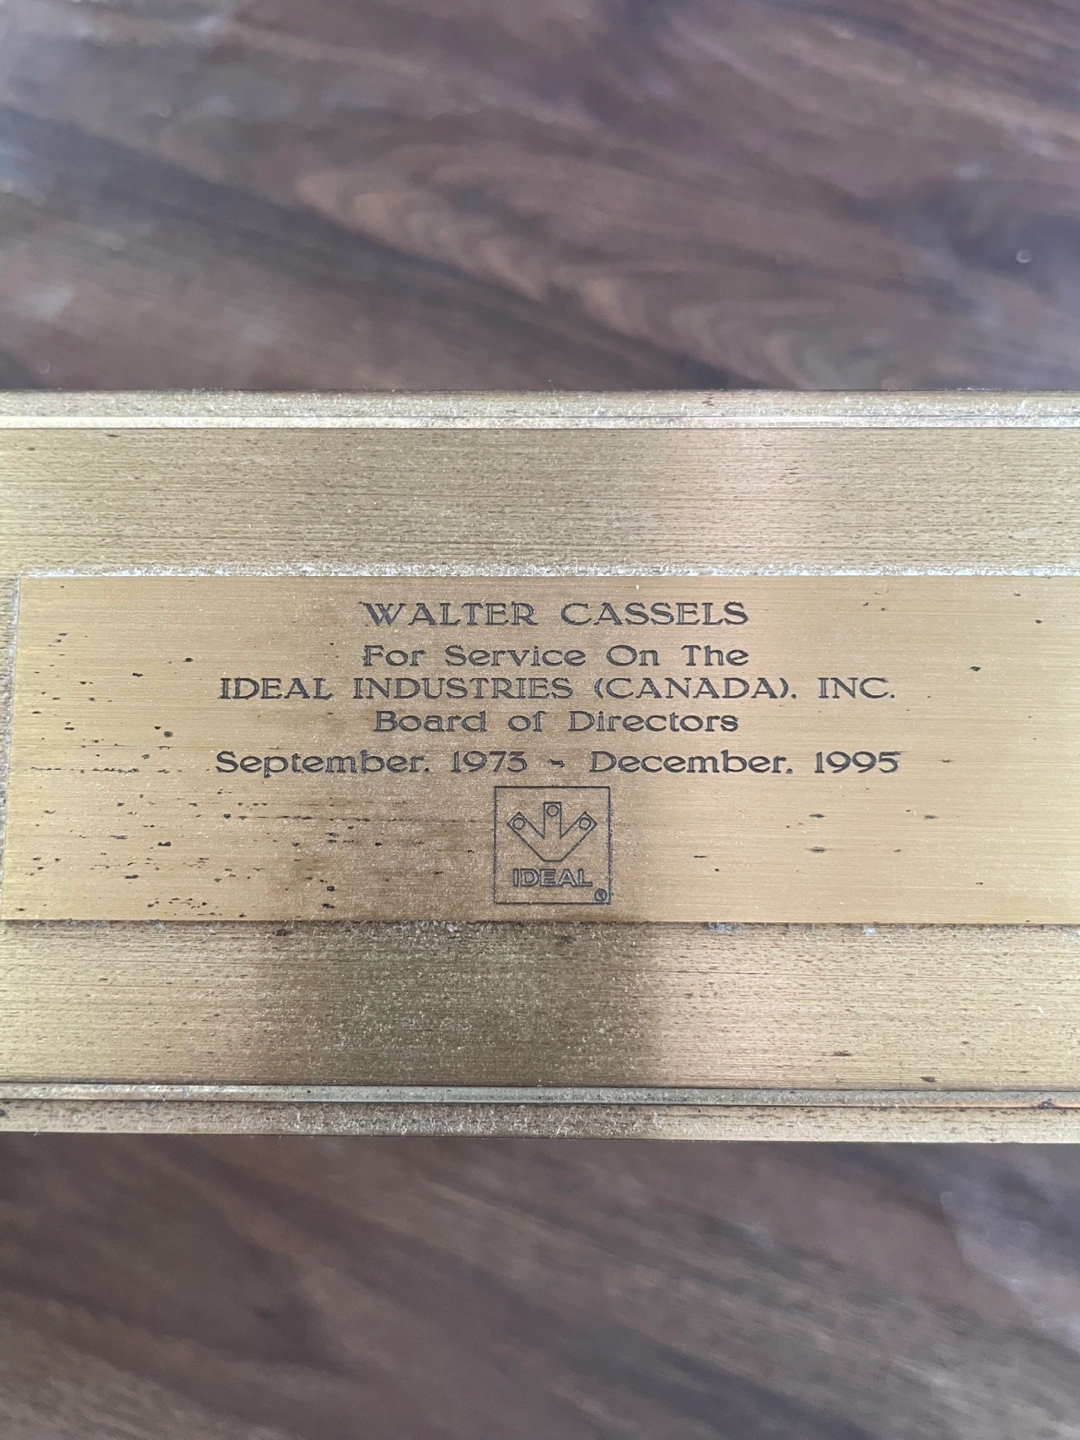 WALTER CASSELS
For Service On The
IDEAL INDUSTRIES (CANADA), INC.
Board of Directors
September, 1973 - December, 1995
IDEAL
®